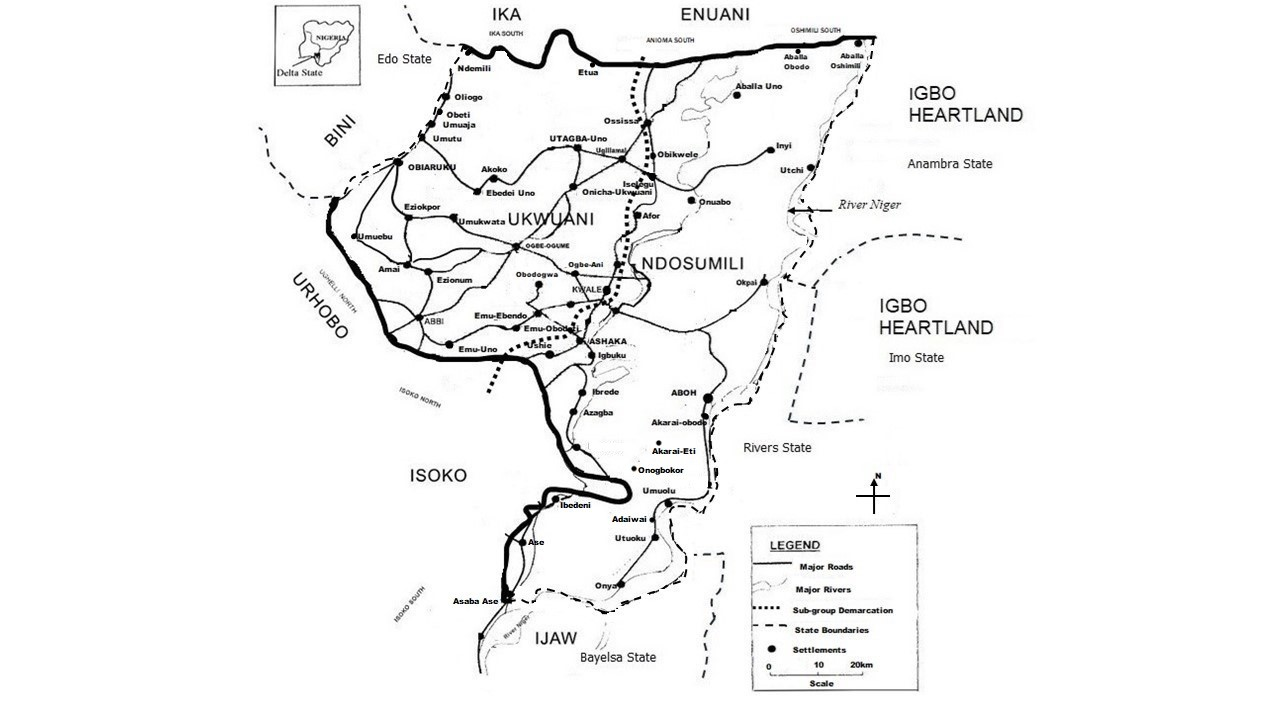 IKA
ENUANI
IKA SOUTH
ANIOMA SOUTH
OSHIMILI SOUTH
NIGERIA
Delta State
Edo State
Ndemili
Etua
Aballa
Obodo
Aballa
Oshimili
Oliogo
Aballa Uno
IGBO
HEARTLAND
Obeti
Umuaja
Ossissa
BINI
Umutu
UTAGBA-Uno
Obikwele
Inyi
Anambra State
OBIARUKU
Akoko
Utchi
Ebedei Uno
Onicha-Ukwuani
Iselegu
Onuabo
River Niger
Eziokpor
Umukwata
UKWUANI
Afor
Umuebu
OGBE-OGUME
NDOSUMILI
Amai
Ezionum
Obodogwa
Ogbe-Ani
Okpai
UGHELLI NORTH
URHOBO
KWALE
IGBO
HEARTLAND
ABBI
Emu-Ebendo
Emu-Obodeti
Emu-Uno
Ushie
ASHAKA
Igbuku
Imo State
ISOKO NORTH
Ibrede
ABOH
Azagba
Akarai-obodo
Akarai-Eti
Rivers State
ISOKO
Onogbokor
N
Umuolu
Ibedeni
Adaiwai
Utuoku
Ase
Onya
ISOKO SOUTH
Asaba Ase
River Niger
IJAW
Bayelsa State
LEGEND
Major Roads
Major Rivers
Sub-group Demarcation
State Boundaries
Settlements
0 10 20km
Scale